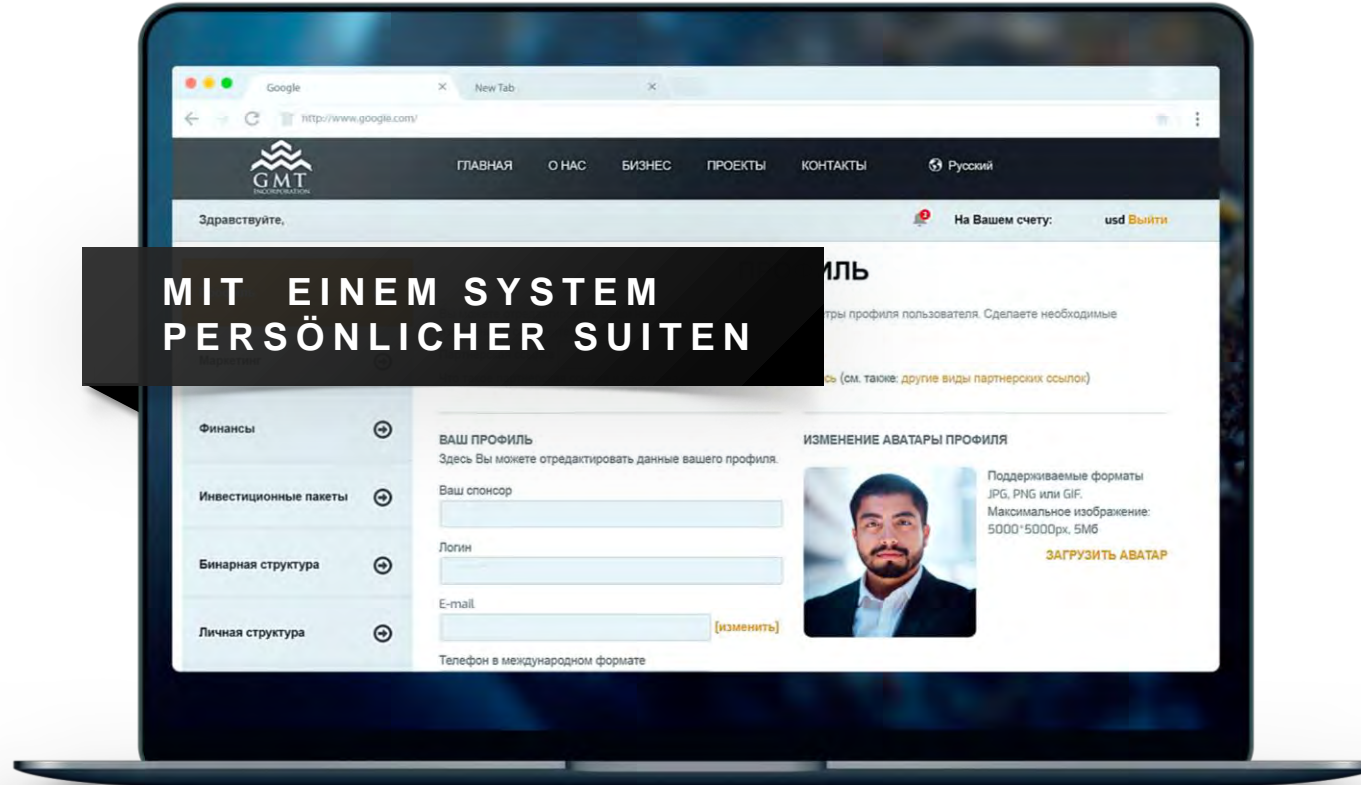 Google
New Tab
http://www.google.com/
GMT
INCORPORATION
ГЛАВНАЯ О НАС БИЗНЕС ПРОЕКТЫ КОНТАКТЫ Русский
Здравствуйте,
2
На Вашем счету: usd Выйти
MIT EINEM SYSTEM
PERSÖNLICHER SUITEN
профиля пользователя. Сделаете необходимые
Маркетинг
(см. также: другие виды партнерских ссылок)
Финансы
Инвестиционные пакеты
Бинарная структура
Личная структура
ВАШ ПРОФИЛЬ
Здесь Вы можете отредактировать данные вашего профиля.
Ваш спонсор
Логин
E-mail
[изменить]
Телефон в международном формате
ИЗМЕНЕНИЕ АВАТАРЫ ПРОФИЛЯ
Поддерживаемые форматы
JPG, PNG или GIF.
Максимальное изображение:
5000*5000px, 5Мб
ЗАГРУЗИТЬ АВАТАР